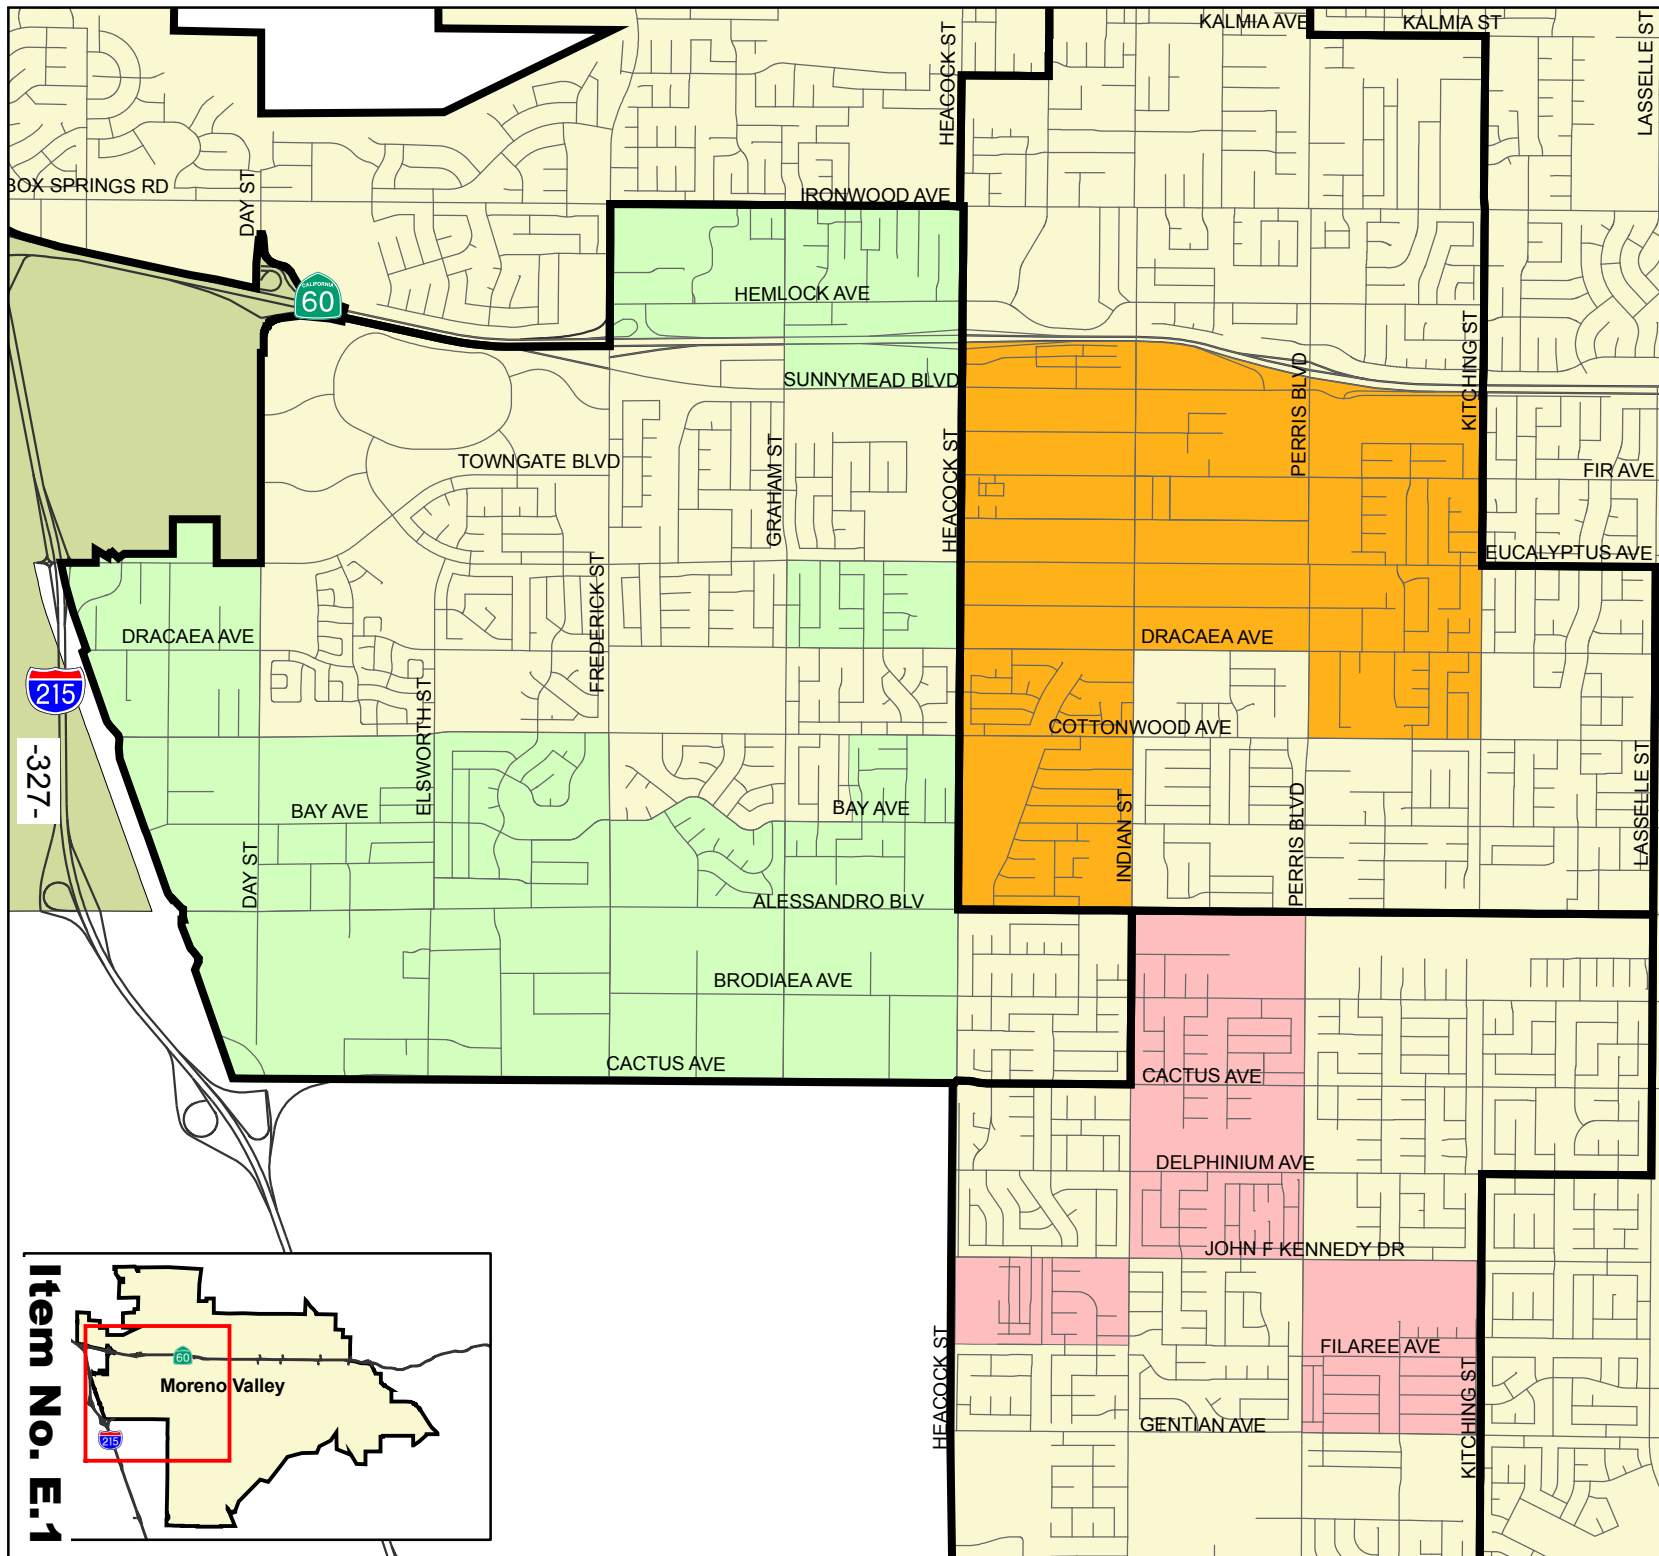 KALMIA AVE
KALMIA ST
LASSELLE ST
HEACOCK ST
BOX SPRINGS RD
DAY ST
IRONWOOD AVE
CALIFORNIA
60
HEMLOCK AVE
SUNNYMEAD BLVD
PERRIS BLVD
KITCHING ST
TOWNGATE BLVD
GRAHAM ST
HEACOCK ST
FIR AVE
EUCALYPTUS AVE
FREDERICK ST
DRACAEA AVE
DRACAEA AVE
215
ELSWORTH ST
COTTONWOOD AVE
-327-
BAY AVE
BAY AVE
INDIAN ST
PERRIS BLVD
LASSELLE ST
DAY ST
ALESSANDRO BLV
BRODIAEA AVE
CACTUS AVE
CACTUS AVE
DELPHINIUM AVE
JOHN F KENNEDY DR
HEACOCK ST
FILAREE AVE
KITCHING ST
GENTIAN AVE
Item No. E.1
60
Moreno Valley
215